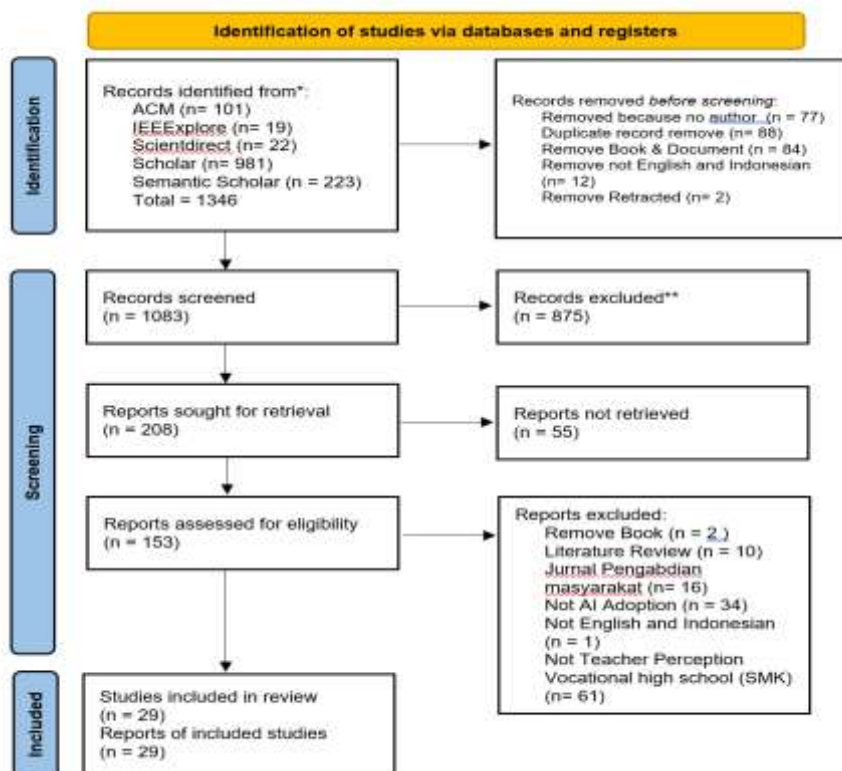 Identification of studies via databases and registers
Identification
Records identified from*:
ACM (n= 101)
IEEExplore (n= 19)
Scientdirect (n= 22)
Scholar (n= 981)
Semantic Scholar (n = 223)
Total = 1346
Records removed before screening:
Removed because no author (n = 77)
Duplicate record remove (n= 88)
Remove Book & Document (n = 84)
Remove not English and Indonesian
(n= 12)
Remove Retracted (n= 2)
Screening
Records screened
(n = 1083)
Records excluded**
(n = 875)
Reports sought for retrieval
(n = 208)
Reports not retrieved
(n = 55)
Reports assessed for eligibility
(n = 153)
Reports excluded:
Remove Book (n = 2 )
Literature Review (n = 10)
Jurnal Pengabdian
masyarakat (n= 16)
Not AI Adoption (n = 34)
Not English and Indonesian
(n = 1)
Not Teacher Perception
Vocational high school (SMK)
(n= 61)
Included
Studies included in review
(n = 29)
Reports of included studies
(n = 29)